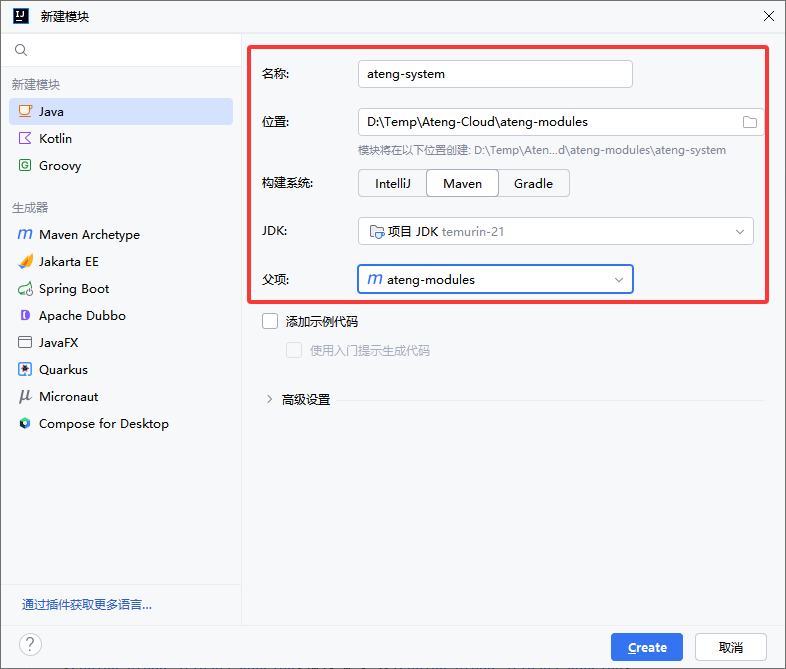 新建模块
新建模块
Java
Kotlin
Groovy
生成器
Maven Archetype
Jakarta EE
Spring Boot
Apache Dubbo
JavaFX
Quarkus
Micronaut
Compose for Desktop
通过插件获取更多语言...
名称: ateng-system
位置: D:\Temp\Ateng-Cloud\ateng-modules
模块将在以下位置创建: D:\Temp\Aten...d\ateng-modules\ateng-system
构建系统: IntelliJ Maven Gradle
JDK: 项目 JDK temurin-21
父项: m ateng-modules
添加示例代码
使用入门提示生成代码
高级设置
? Create 取消